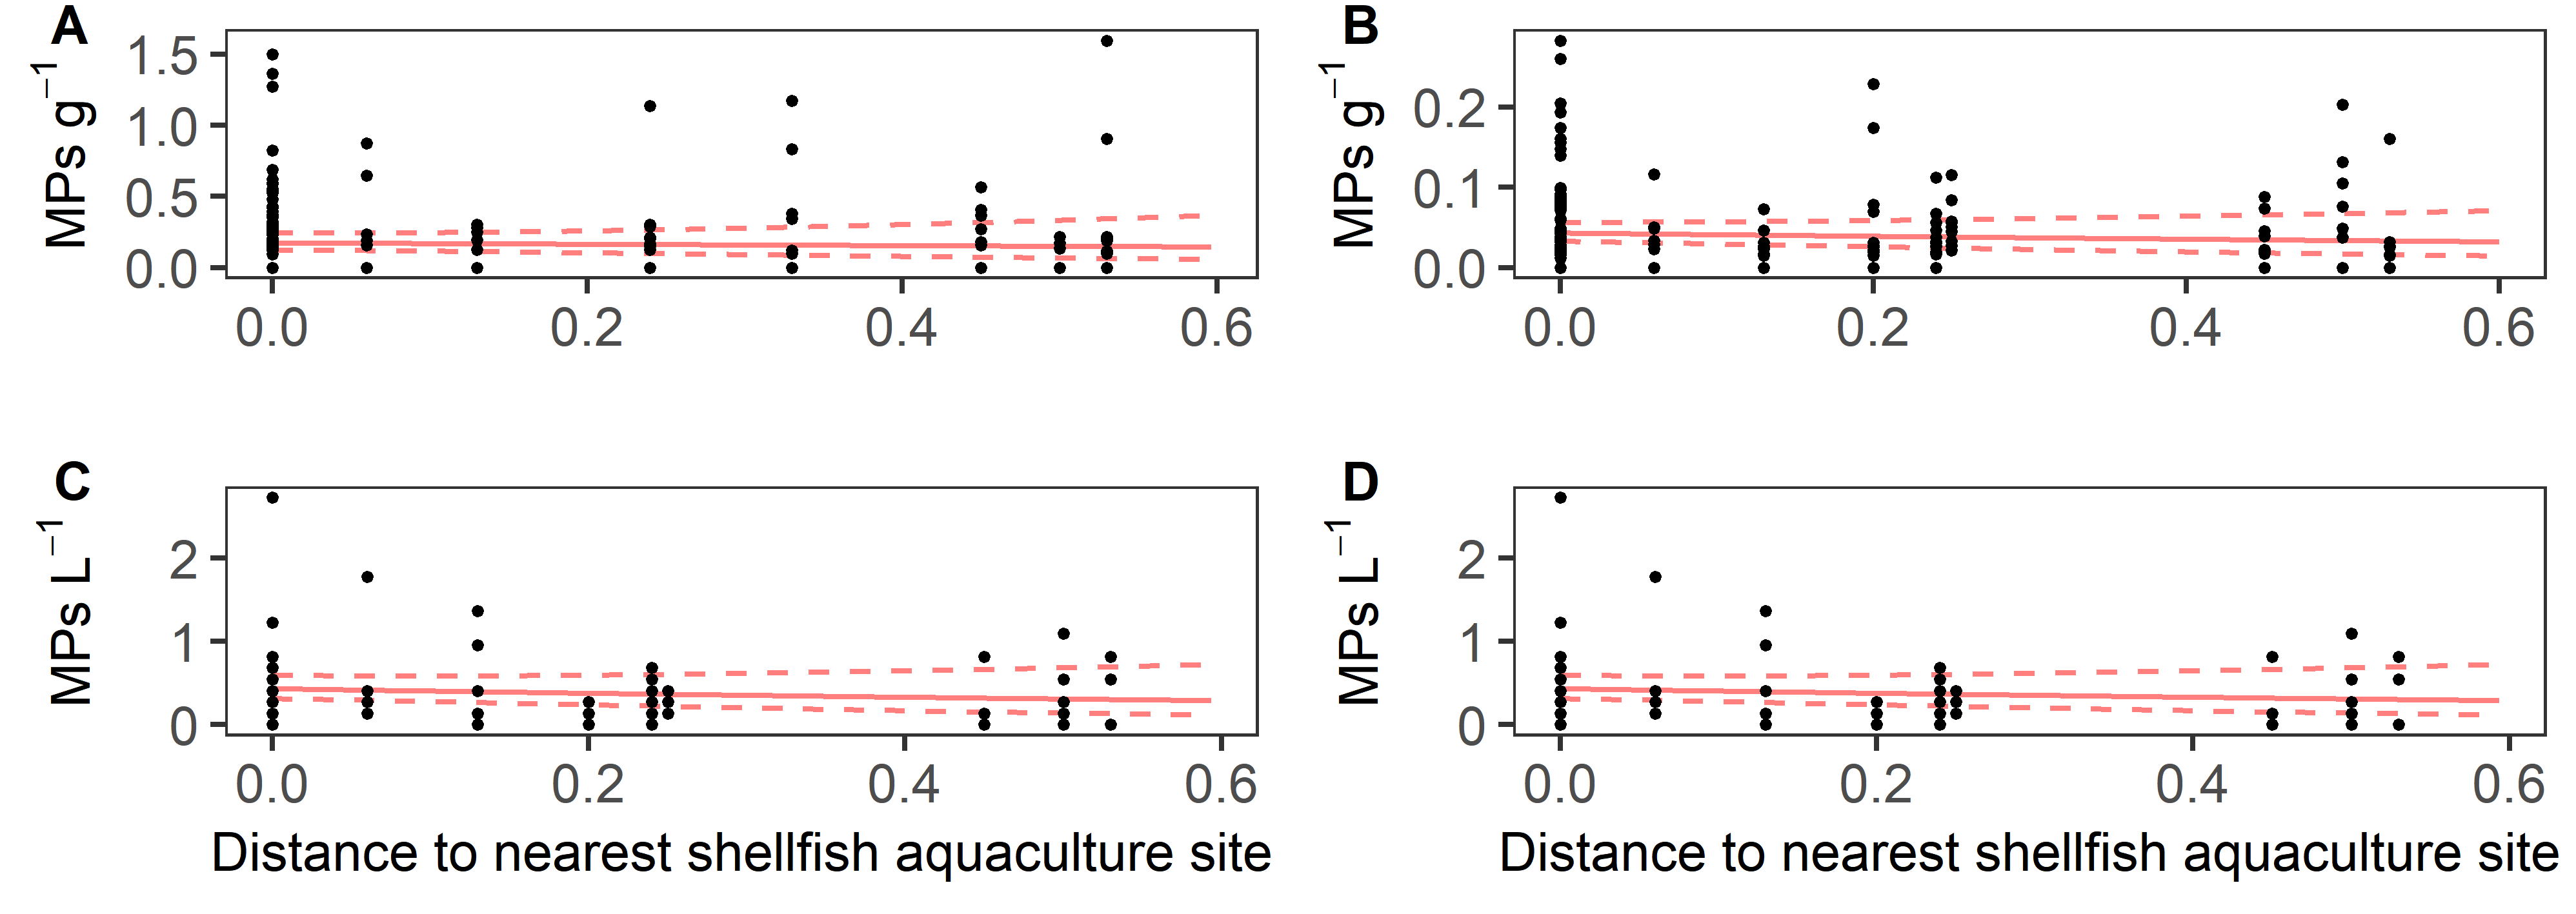 A
MPs g⁻¹
1.5
1.0
0.5
0.0
0.0 0.2 0.4 0.6
B
MPs g⁻¹
0.2
0.1
0.0
0.0 0.2 0.4 0.6
C
MPs L⁻¹
2
1
0
0.0 0.2 0.4 0.6
Distance to nearest shellfish aquaculture site
D
MPs L⁻¹
2
1
0
0.0 0.2 0.4 0.6
Distance to nearest shellfish aquaculture site